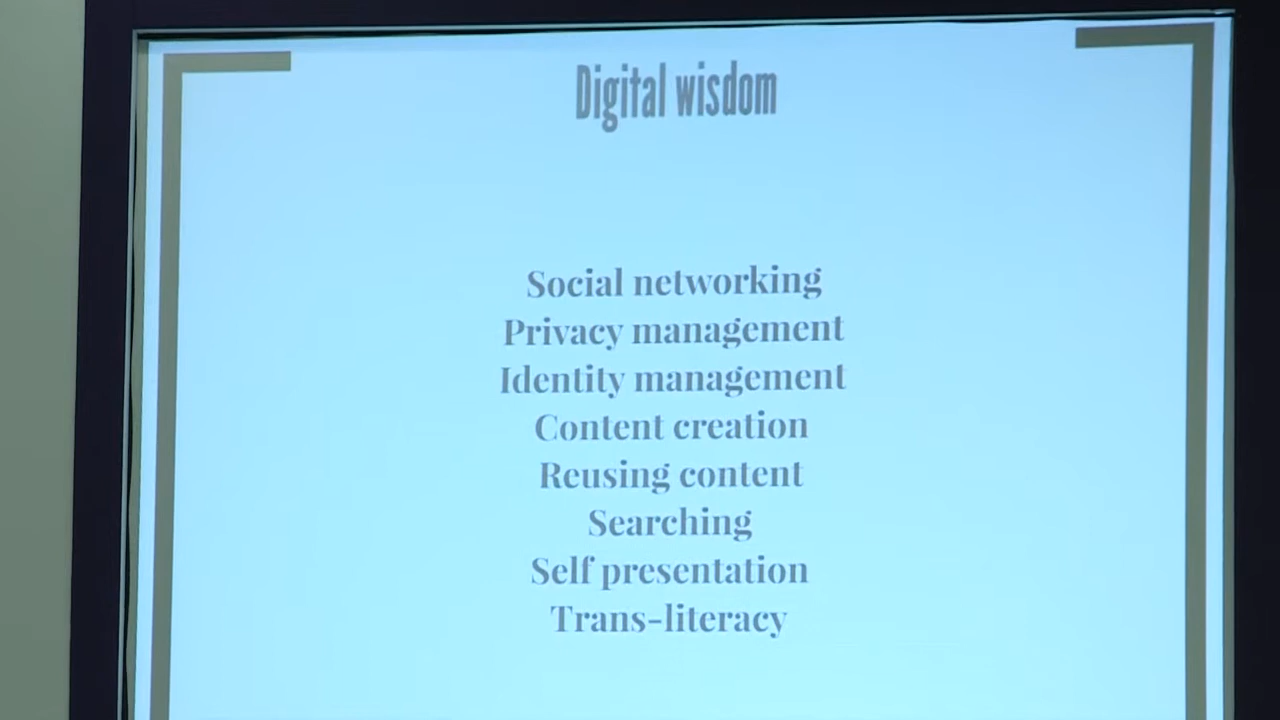 Digital wisdom
Social networking
Privacy management
Identity management
Content creation
Reusing content
Searching
Self presentation
Trans-literacy